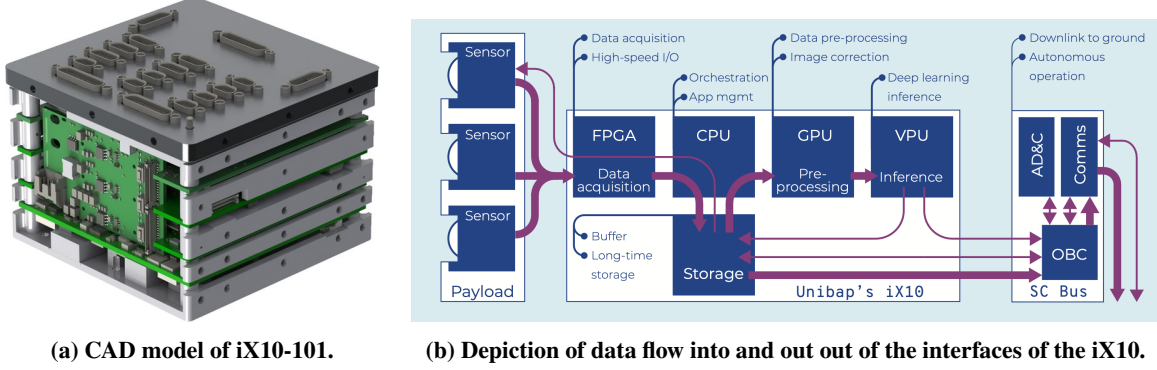 Sensor
Sensor
Sensor
Payload
Data acquisition
High-speed I/O
Orchestration
App mgmt
Data pre-processing
Image correction
Deep learning
inference
Downlink to ground
Autonomous
operation
FPGA
Data
acquisition
CPU
GPU
Pre-
processing
VPU
Inference
Buffer
Long-time
storage
Storage
Unibap's iX10
AD&C
Comms
OBC
SC Bus
(a) CAD model of iX10-101.
(b) Depiction of data flow into and out out of the interfaces of the iX10.